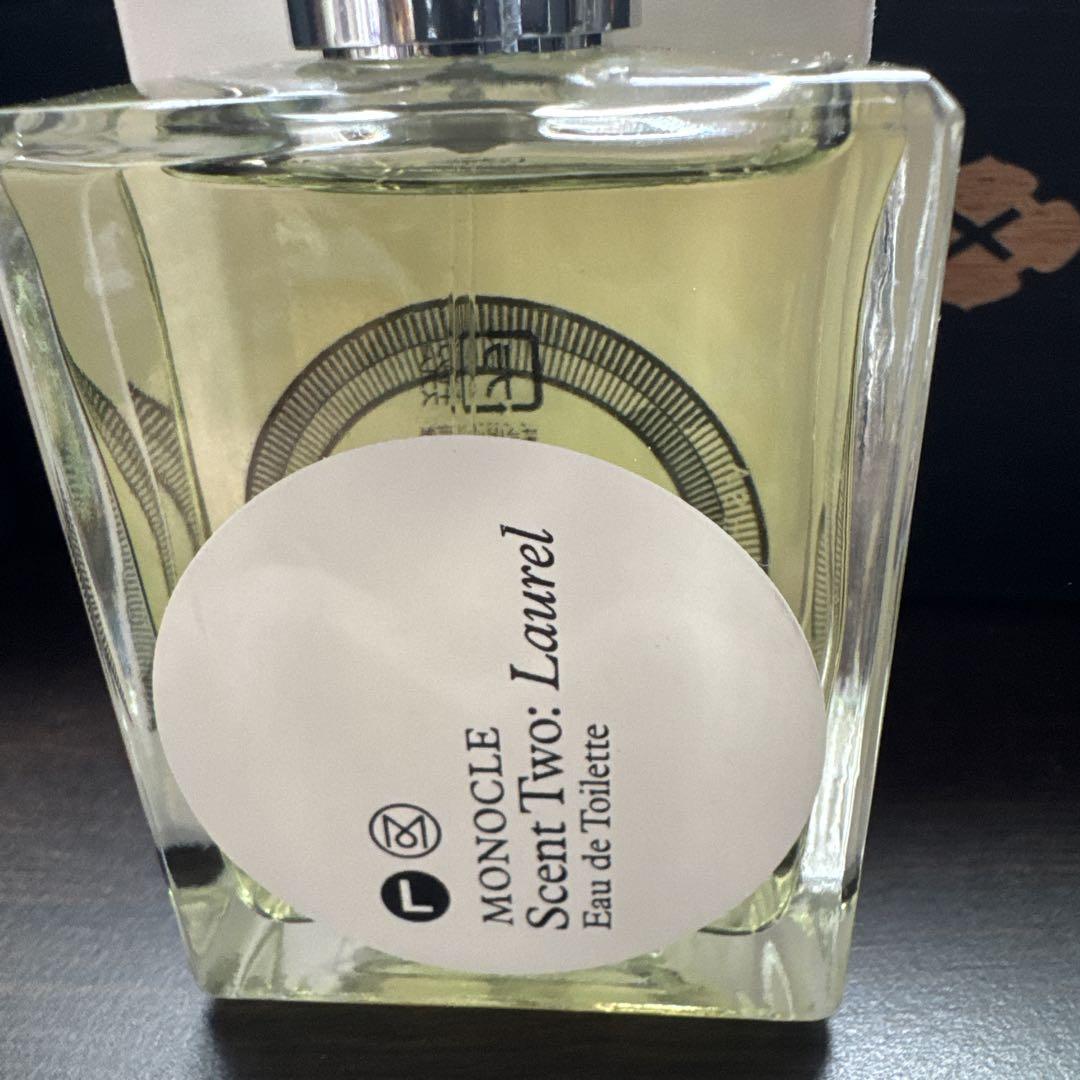 MONOCLE
Scent Two: Laurel
Eau de Toilette